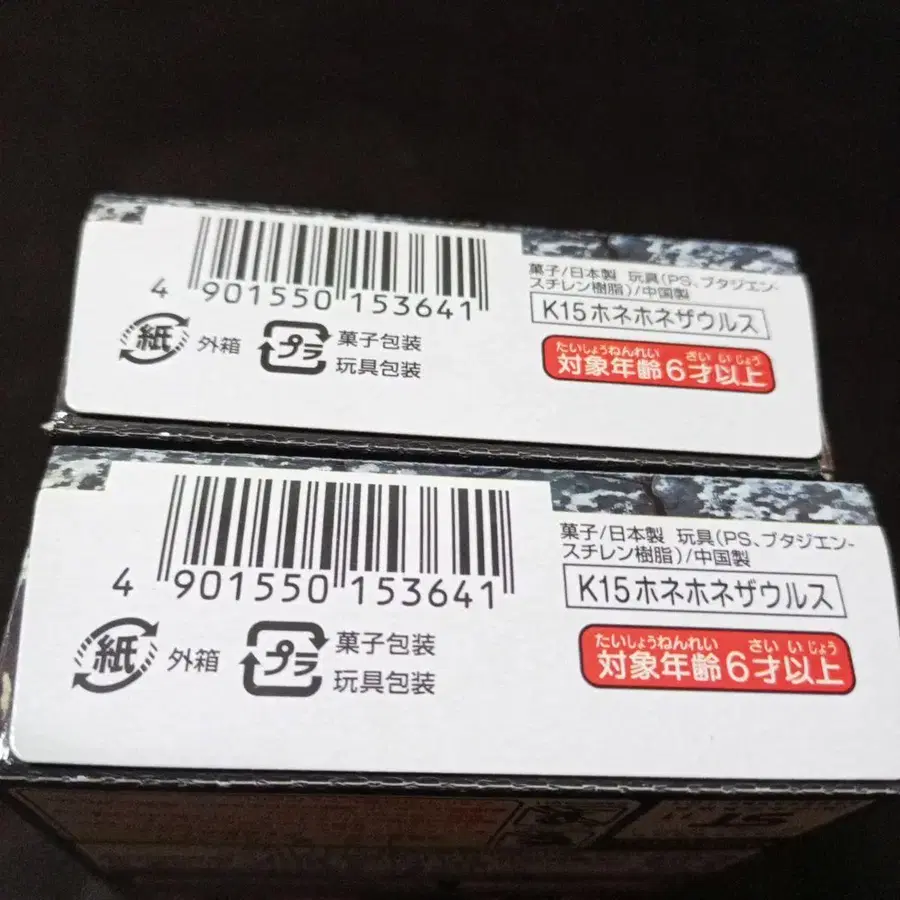 4 901550 153641
菓子/日本製 玩具(PS、ブタジエン-
スチレン樹脂)/中国製
K15ホネホネザウルス
たいしょうねんれい さい いじょう
対象年齢6才以上
紙 外箱
プラ 菓子包装
玩具包装
4 901550 153641
菓子/日本製 玩具(PS、ブタジエン-
スチレン樹脂)/中国製
K15ホネホネザウルス
たいしょうねんれい さい いじょう
対象年齢6才以上
紙 外箱
プラ 菓子包装
玩具包装
ST